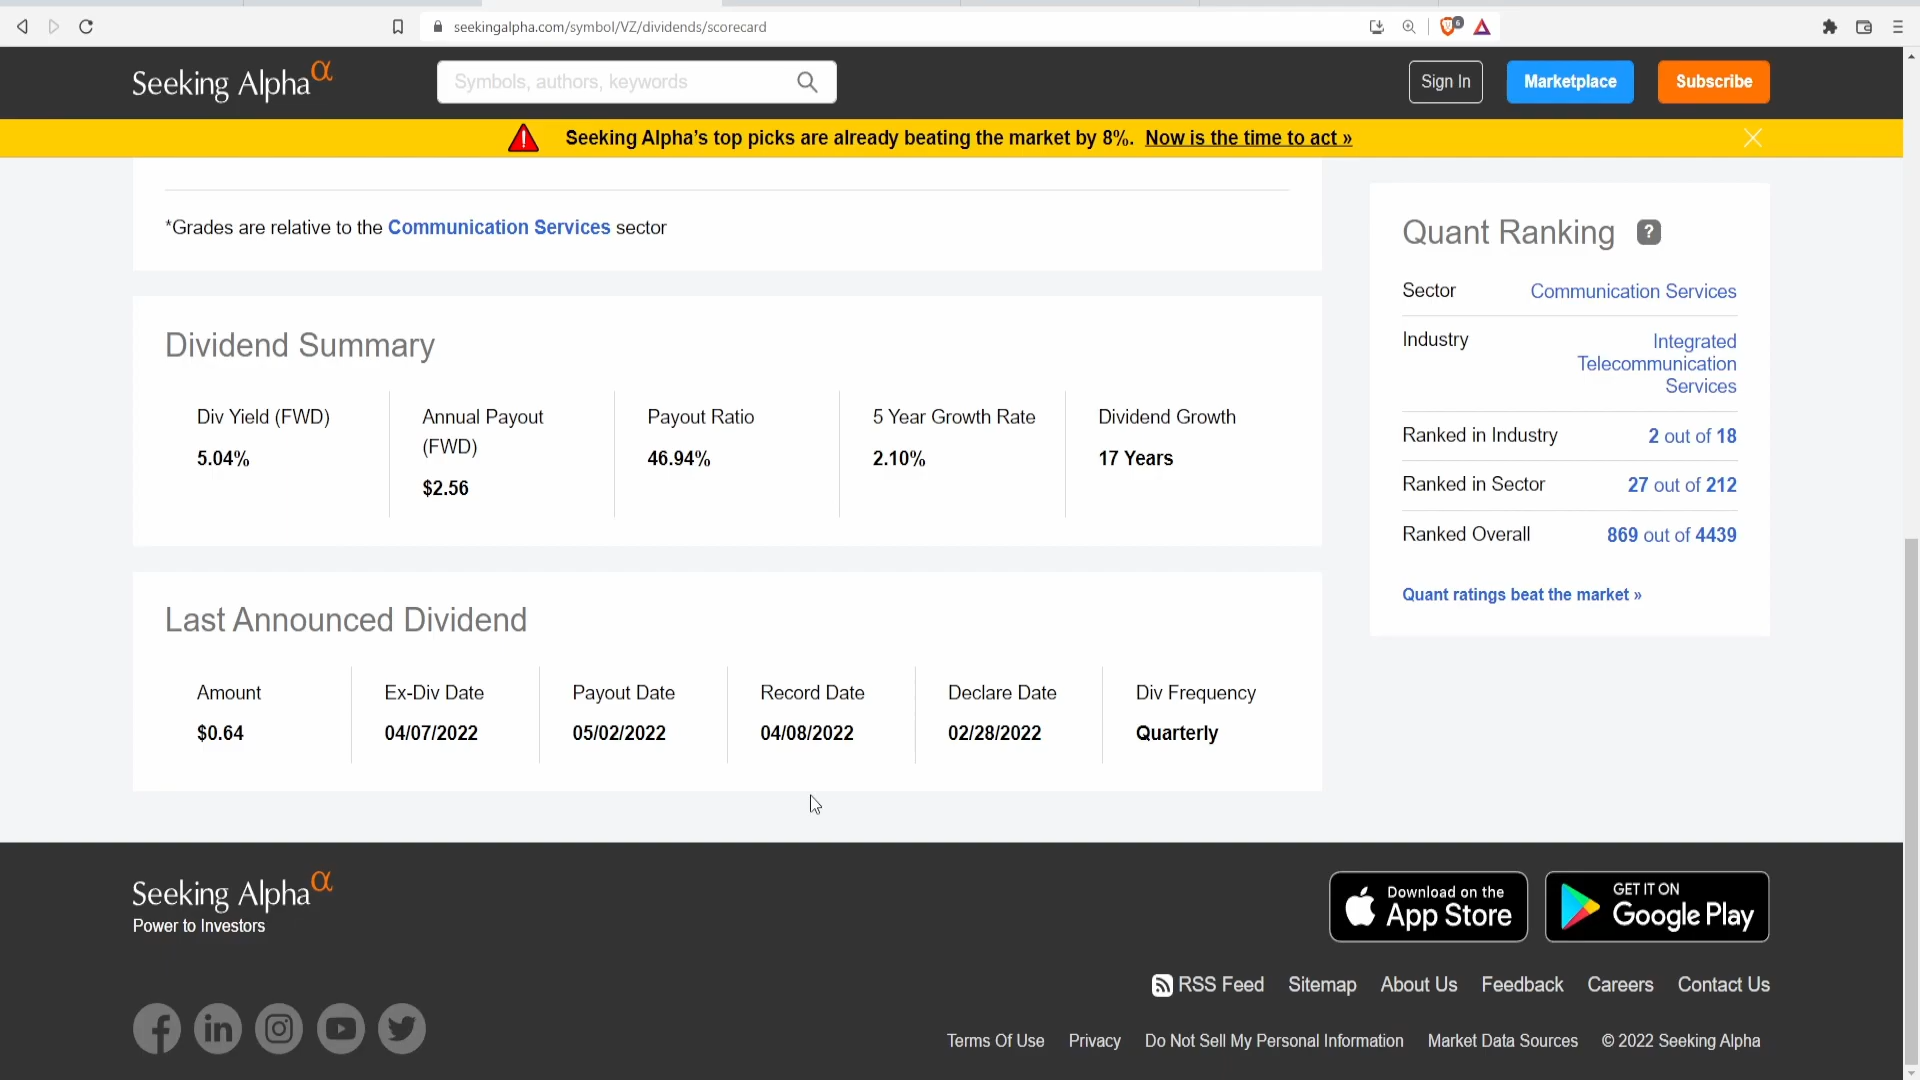 seekingalpha.com/symbol/VZ/dividends/scorecard
6
Seeking Alpha α
Symbols, authors, keywords
Sign In
Marketplace
Subscribe
Seeking Alpha's top picks are already beating the market by 8%. Now is the time to act »
*Grades are relative to the Communication Services sector
Dividend Summary
Div Yield (FWD)
5.04%
Annual Payout
(FWD)
$2.56
Payout Ratio
46.94%
5 Year Growth Rate
2.10%
Dividend Growth
17 Years
Last Announced Dividend
Amount
$0.64
Ex-Div Date
04/07/2022
Payout Date
05/02/2022
Record Date
04/08/2022
Declare Date
02/28/2022
Div Frequency
Quarterly
Quant Ranking ?
Sector Communication Services
Industry Integrated
Telecommunication
Services
Ranked in Industry 2 out of 18
Ranked in Sector 27 out of 212
Ranked Overall 869 out of 4439
Quant ratings beat the market »
Seeking Alpha α
Power to Investors
Download on the
App Store
GET IT ON
Google Play
RSS Feed Sitemap About Us Feedback Careers Contact Us
Terms Of Use Privacy Do Not Sell My Personal Information Market Data Sources © 2022 Seeking Alpha